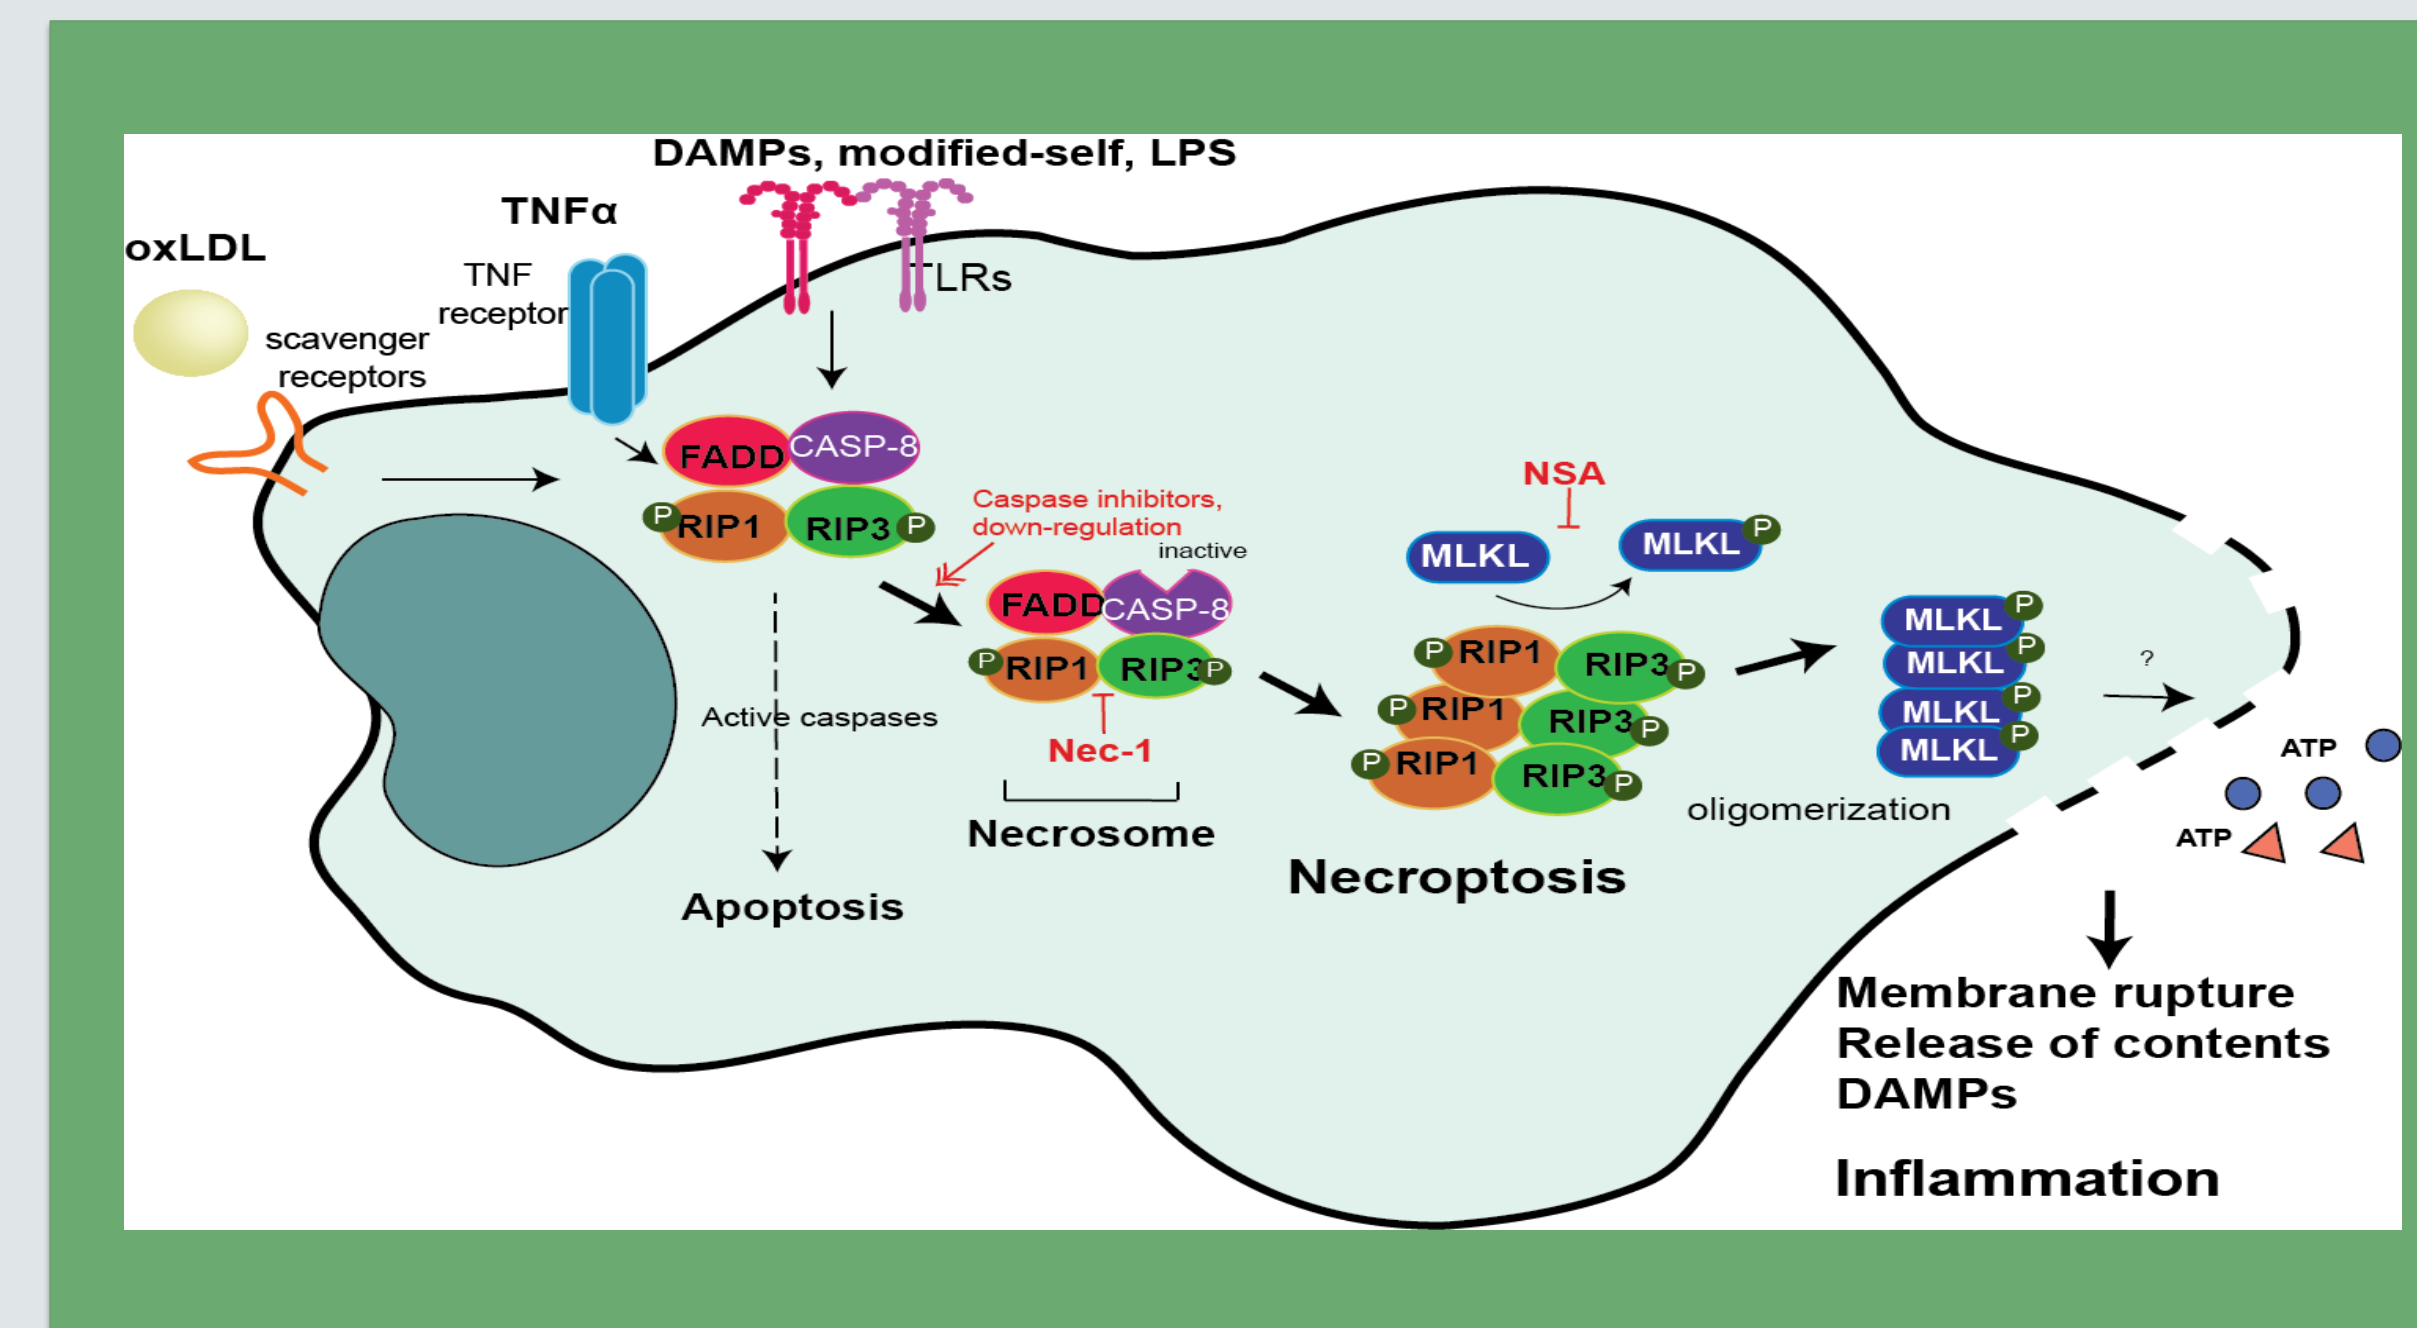 DAMPs, modified-self, LPS
TNFα
oxLDL
TNF
receptor
TLRs
scavenger
receptors
FADD
CASP-8
P
RIP1
RIP3
P
Caspase inhibitors,
down-regulation
inactive
FADD
CASP-8
P
RIP1
RIP3
P
Nec-1
Necrosome
Active caspases
Apoptosis
NSA
MLKL
MLKL
P
P
RIP1
RIP3
P
P
RIP1
RIP3
P
P
RIP1
RIP3
P
Necroptosis
oligomerization
MLKL
P
MLKL
P
MLKL
P
MLKL
P
?
ATP
ATP
Membrane rupture
Release of contents
DAMPs
Inflammation